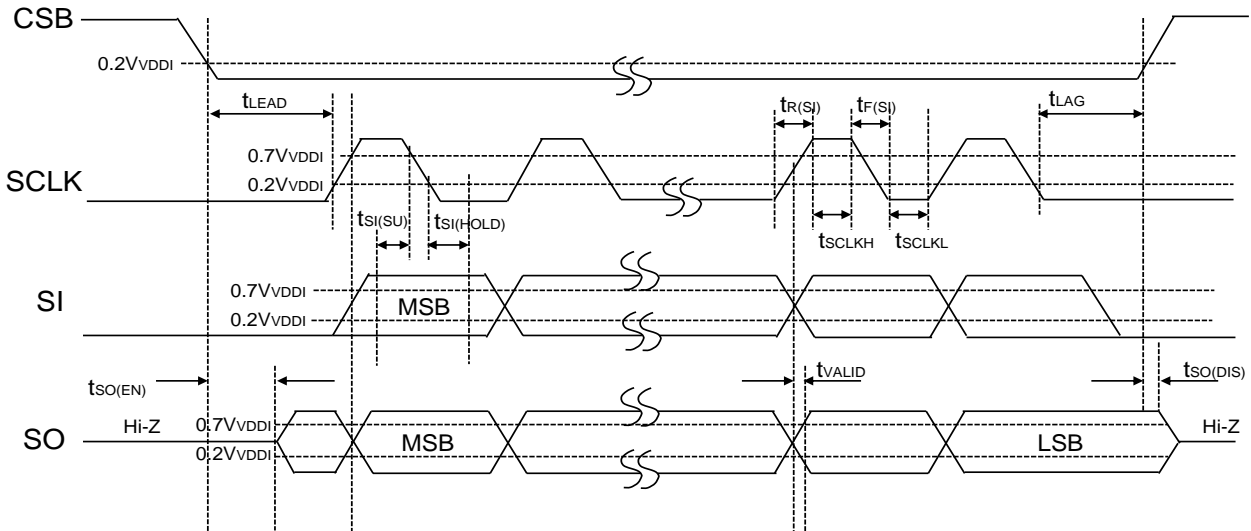 CSB
0.2VVDDI
tLEAD
tR(SI)
tF(SI)
tLAG
0.7VVDDI
SCLK
0.2VVDDI
tSI(SU)
tSI(HOLD)
tSCLKH
tSCLKL
SI
0.7VVDDI
MSB
0.2VVDDI
tSO(EN)
tVALID
tSO(DIS)
Hi-Z
0.7VVDDI
Hi-Z
SO
MSB
LSB
0.2VVDDI